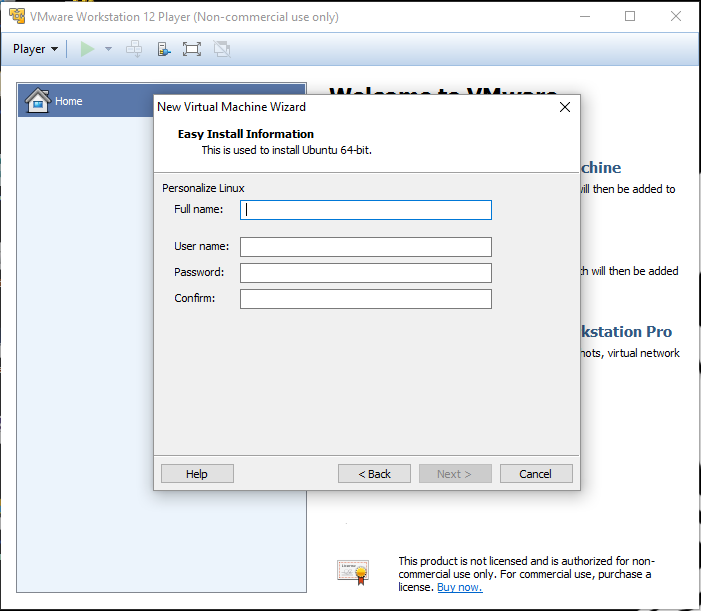 VMware Workstation 12 Player (Non-commercial use only)
Player
Home
Welcome to VMware
New Virtual Machine Wizard
Easy Install Information
This is used to install Ubuntu 64-bit.
Personalize Linux
Full name:
User name:
Password:
Confirm:
Help
< Back
Next >
Cancel
chine
will then be added to
ch will then be added
kstation Pro
hots, virtual network
This product is not licensed and is authorized for non-
commercial use only. For commercial use, purchase a
license. Buy now.